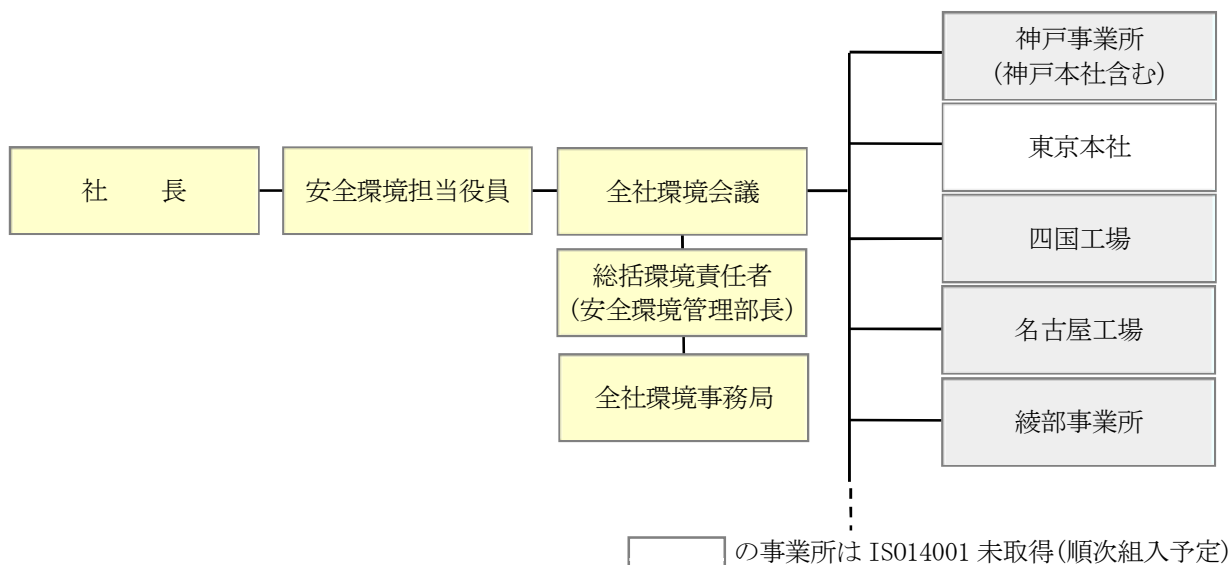 神戸事業所
(神戸本社含む)
東京本社
社　　長
安全環境担当役員
全社環境会議
四国工場
総括環境責任者
(安全環境管理部長)
名古屋工場
全社環境事務局
綾部事業所
の事業所は ISO14001 未取得(順次組入予定)